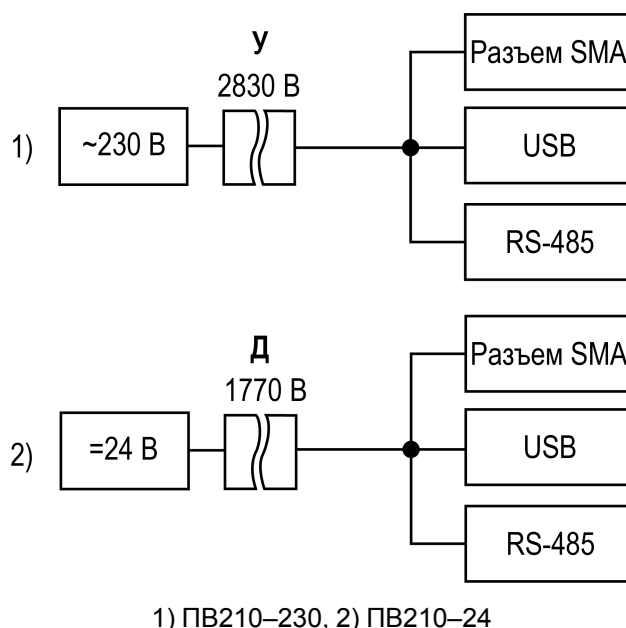 У
2830 В
1)
~230 В
Разъем SMA
USB
RS-485
Д
1770 В
2)
=24 В
Разъем SMA
USB
RS-485
1) ПВ210–230, 2) ПВ210–24